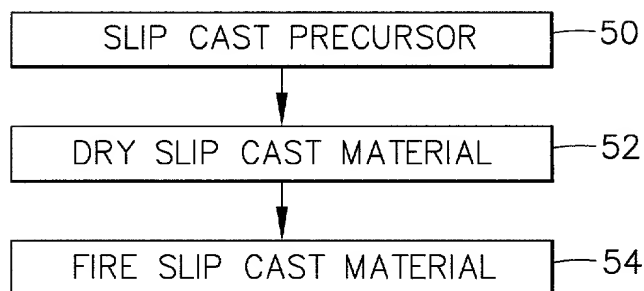 SLIP CAST PRECURSOR 50
DRY SLIP CAST MATERIAL 52
FIRE SLIP CAST MATERIAL 54